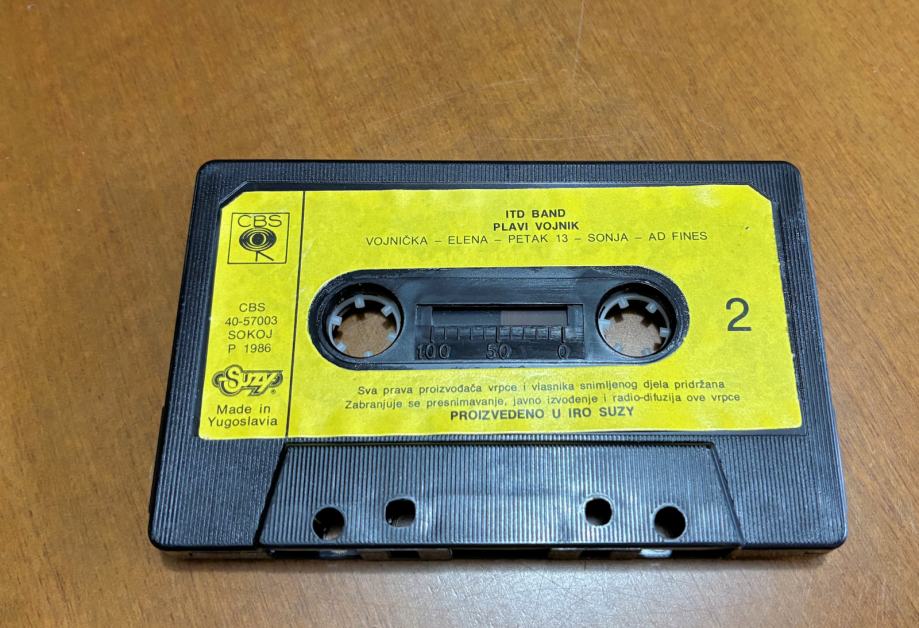 CBS
CBS
40-57003
SOKOJ
P 1986
SUZY
Made in
Yugoslavia
ITD BAND
PLAVI VOJNIK
VOJNIČKA – ELENA – PETAK 13 – SONJA – AD FINES
100 50 0
2
Sva prava proizvođača vrpce i vlasnika snimljenog djela pridržana
Zabranjuje se presnimavanje, javno izvođenje i radio-difuzija ove vrpce
PROIZVEDENO U IRO SUZY